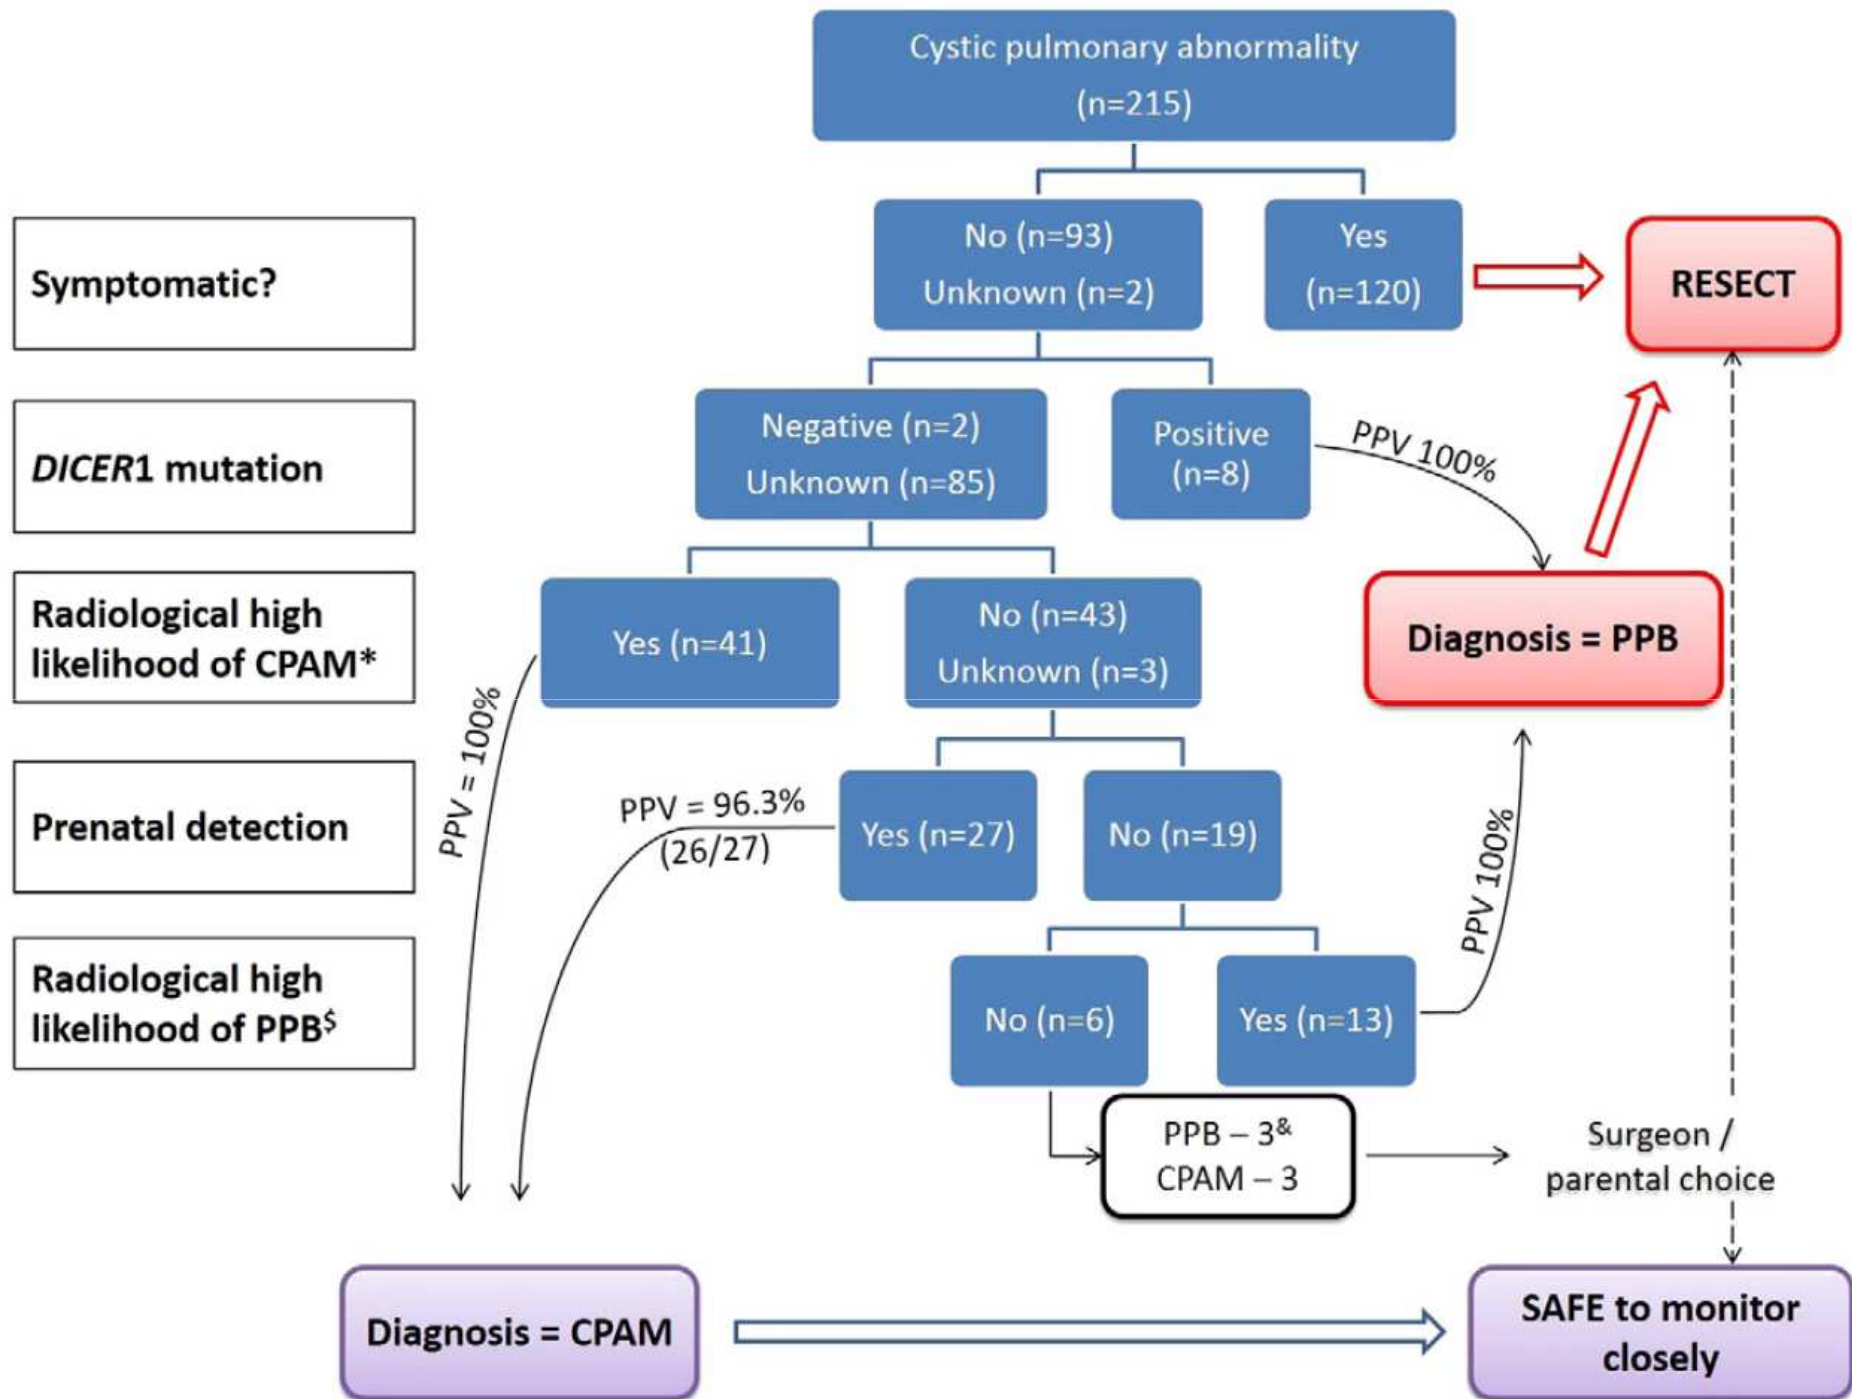 Cystic pulmonary abnormality
(n=215)
Symptomatic?
No (n=93)
Unknown (n=2)
Yes
(n=120)
RESECT
DICER1 mutation
Negative (n=2)
Unknown (n=85)
Positive
(n=8)
PPV 100%
Radiological high
likelihood of CPAM*
Yes (n=41)
No (n=43)
Unknown (n=3)
Diagnosis = PPB
PPV = 100%
Prenatal detection
PPV = 96.3%
(26/27)
Yes (n=27)
No (n=19)
PPV 100%
Radiological high
likelihood of PPB$
No (n=6)
Yes (n=13)
PPB – 3&
CPAM – 3
Surgeon /
parental choice
Diagnosis = CPAM
SAFE to monitor
closely